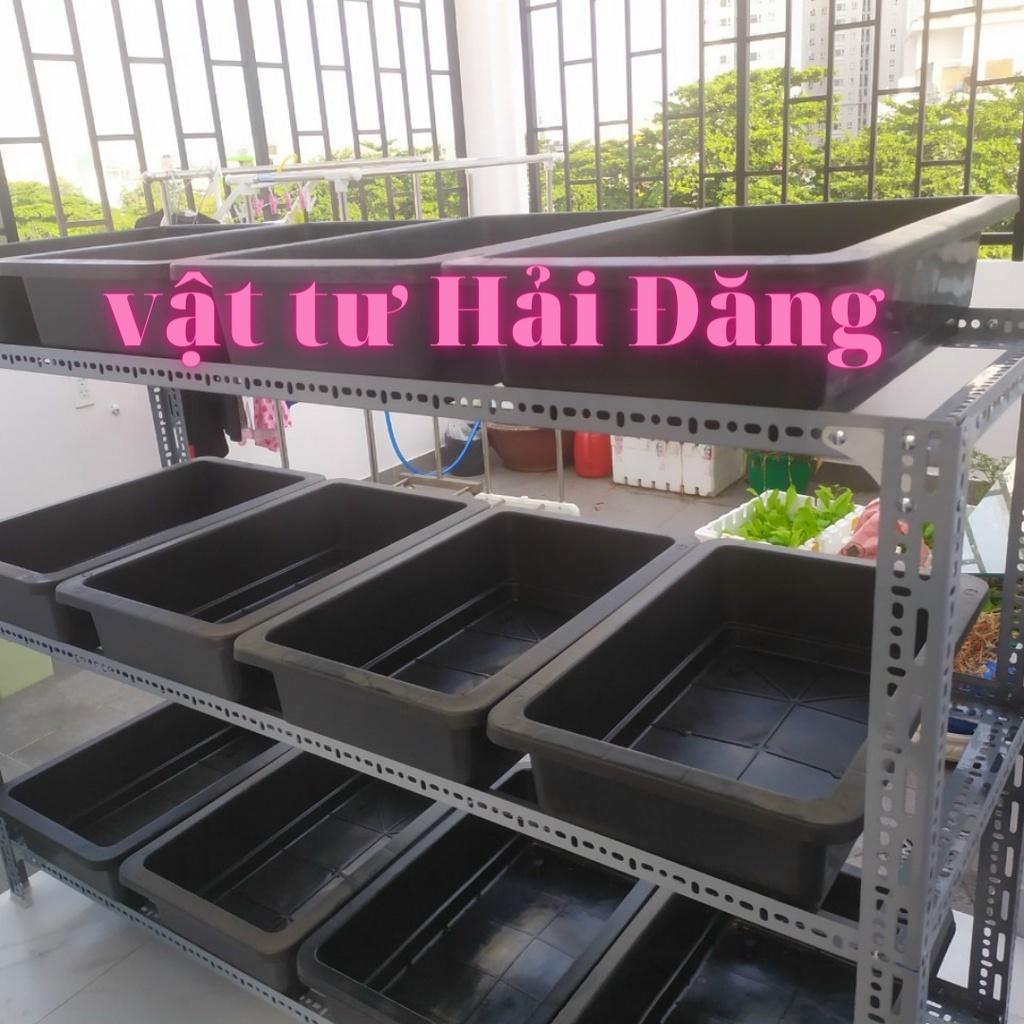 vật tư Hải Đăng